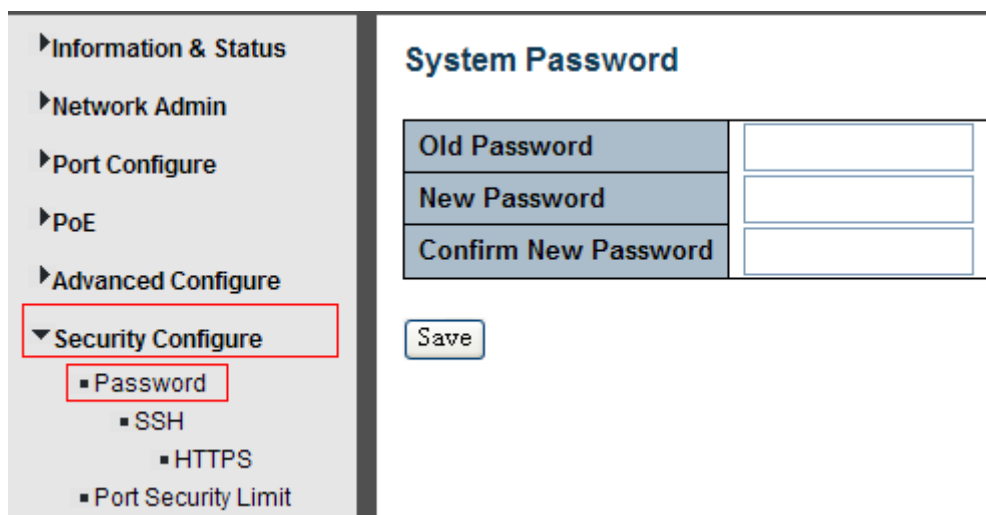 Information & Status
Network Admin
Port Configure
PoE
Advanced Configure
Security Configure
Password
SSH
HTTPS
Port Security Limit
System Password
Old Password
New Password
Confirm New Password
Save